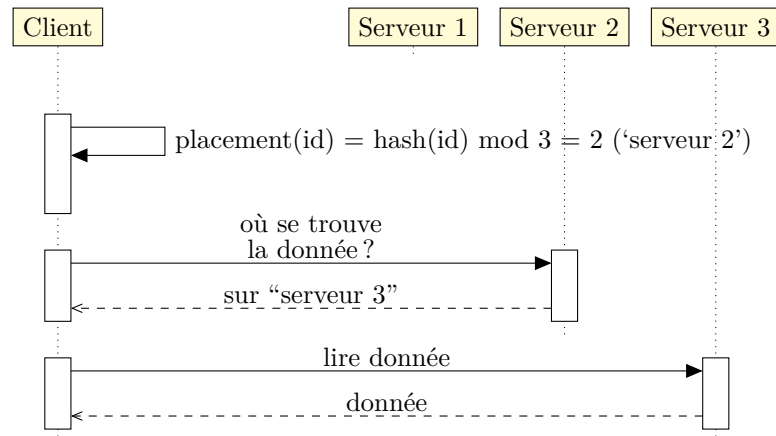 Client
Serveur 1
Serveur 2
Serveur 3
placement(id) = hash(id) mod 3 = 2 (‘serveur 2’)
où se trouve
la donnée ?
sur “serveur 3”
lire donnée
donnée